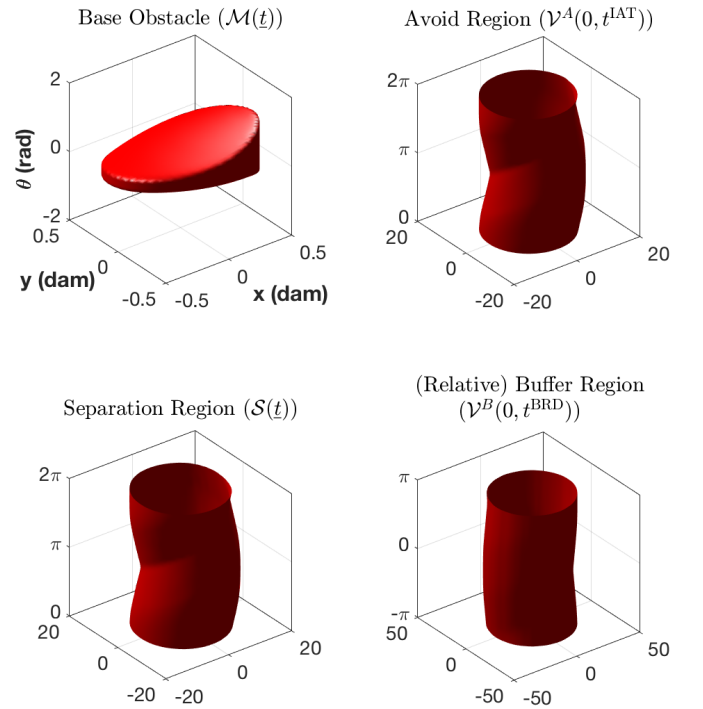 Base Obstacle (𝓜(t̲))
2
0
-2
θ (rad)
0.5
0
-0.5
y (dam)
-0.5
0
0.5
x (dam)
Avoid Region (𝒱^A(0, t^IAT))
2π
π
0
20
0
-20
-20
0
20
Separation Region (𝒮(t̲))
2π
π
0
20
0
-20
-20
0
20
(Relative) Buffer Region
(𝒱^B(0, t^BRD))
π
0
-π
50
0
-50
-50
0
50